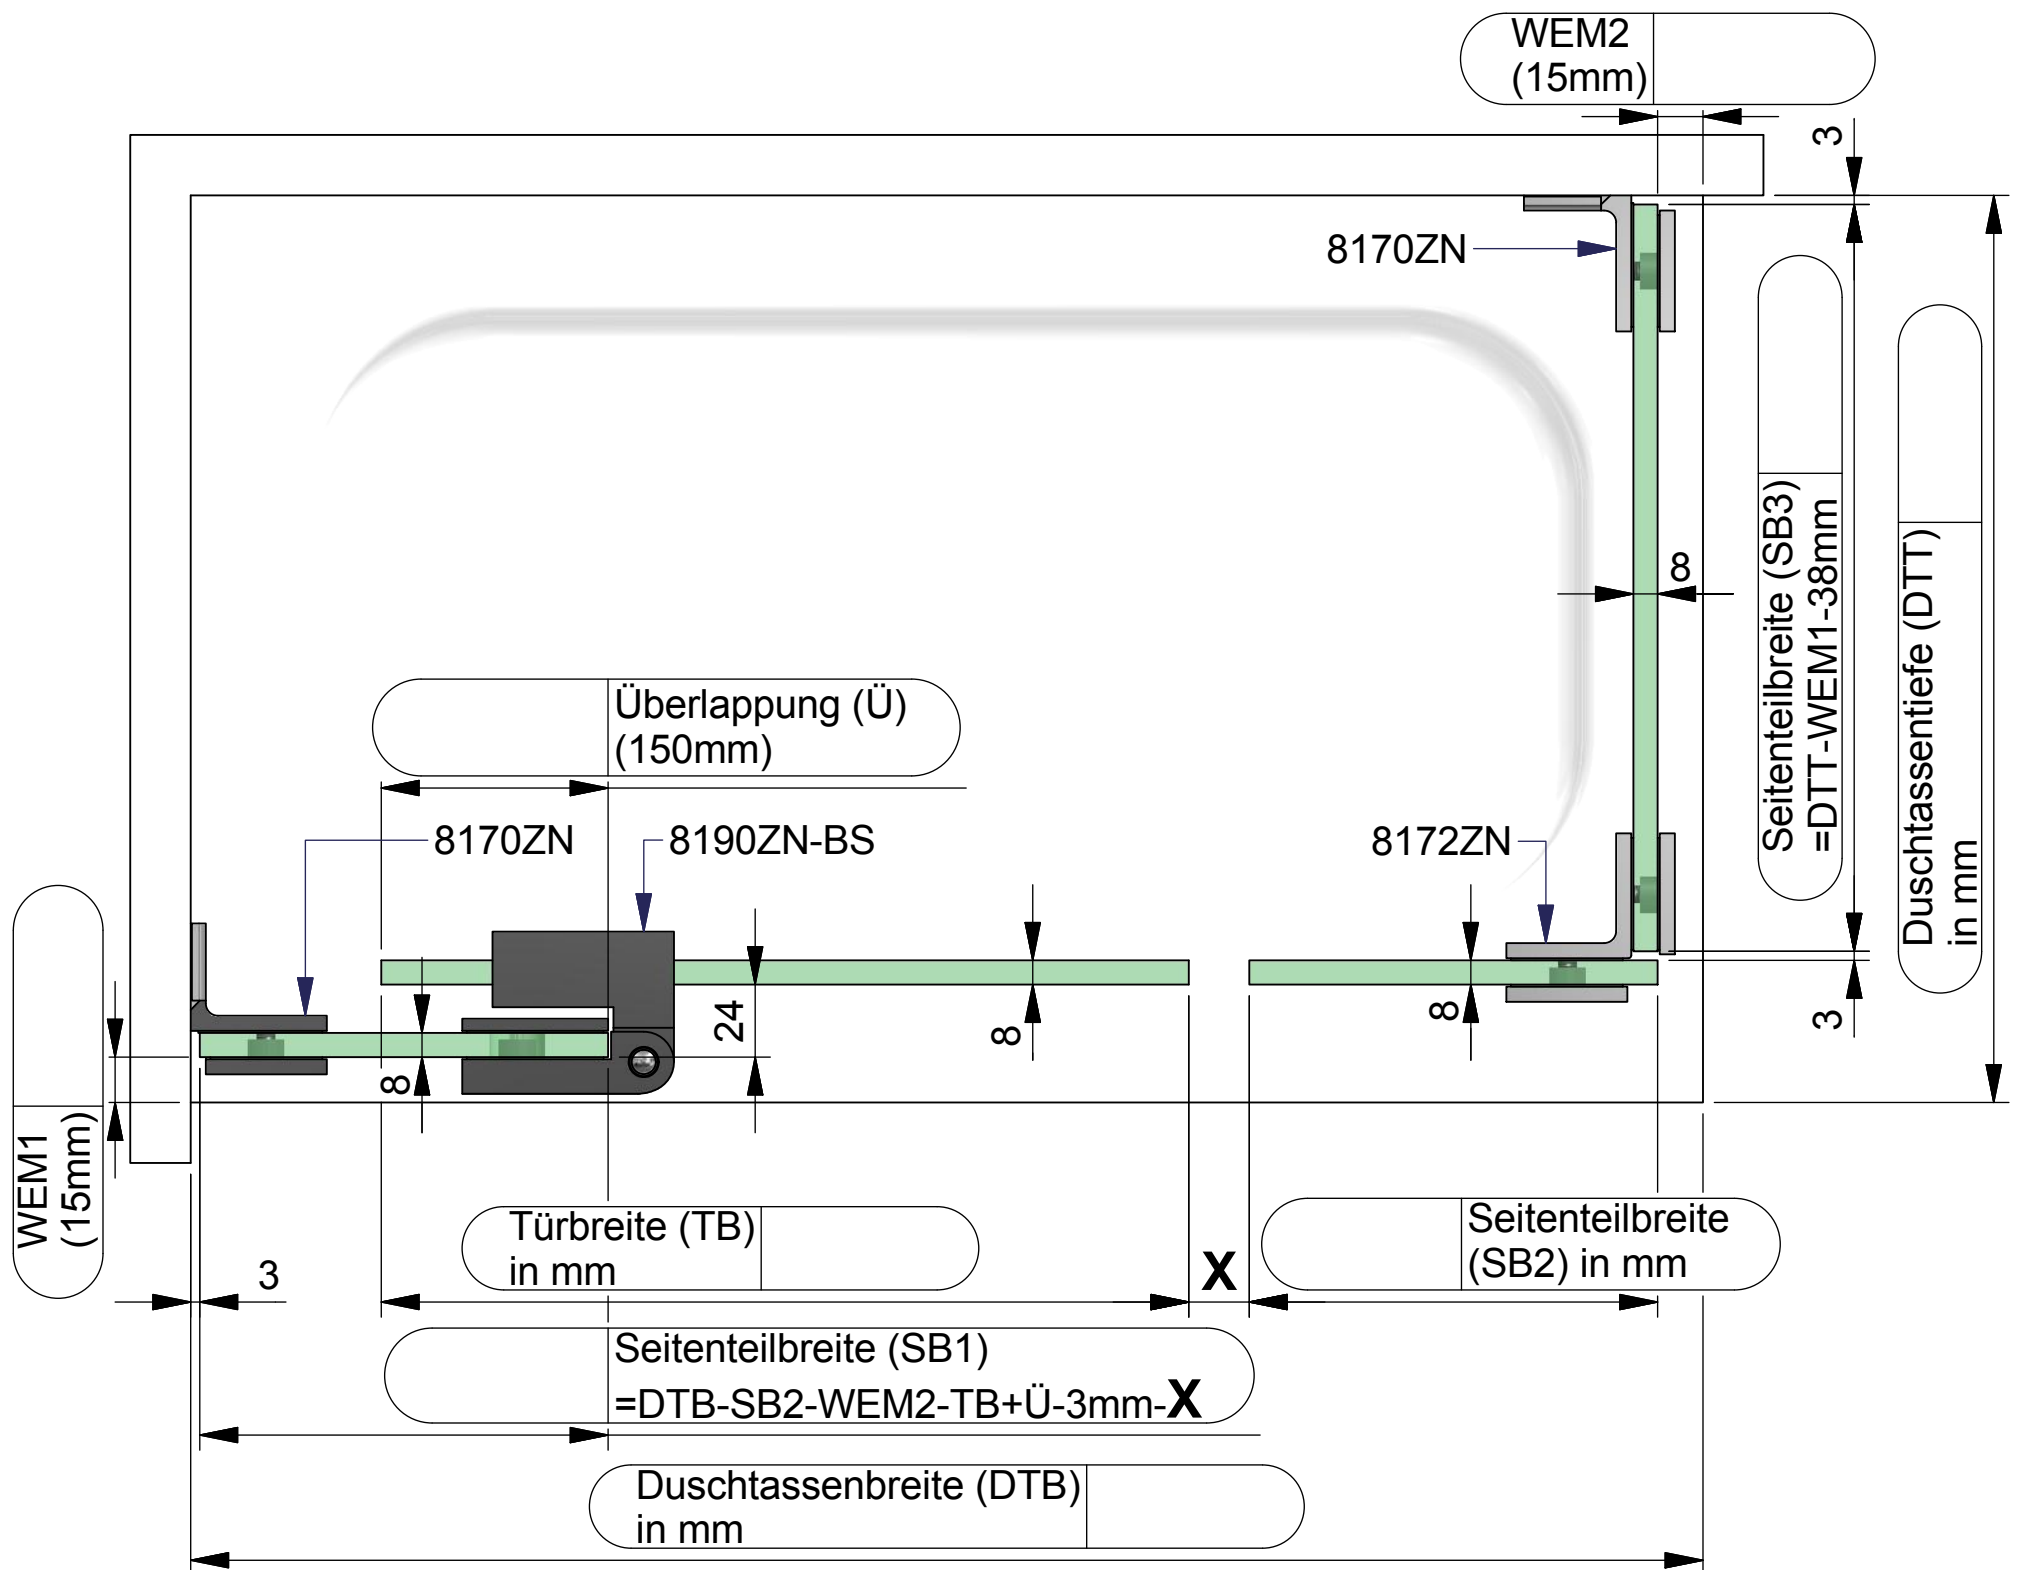 WEM2
(15mm)
3
8170ZN
8
Seitenteilbreite (SB3)
=DTT-WEM1-38mm
Duschtassentiefe (DTT)
in mm
Überlappung (Ü)
(150mm)
8170ZN
8190ZN-BS
8172ZN
24
8
8
8
3
WEM1
(15mm)
3
Türbreite (TB)
in mm
X
Seitenteilbreite
(SB2) in mm
Seitenteilbreite (SB1)
=DTB-SB2-WEM2-TB+Ü-3mm-X
Duschtassenbreite (DTB)
in mm